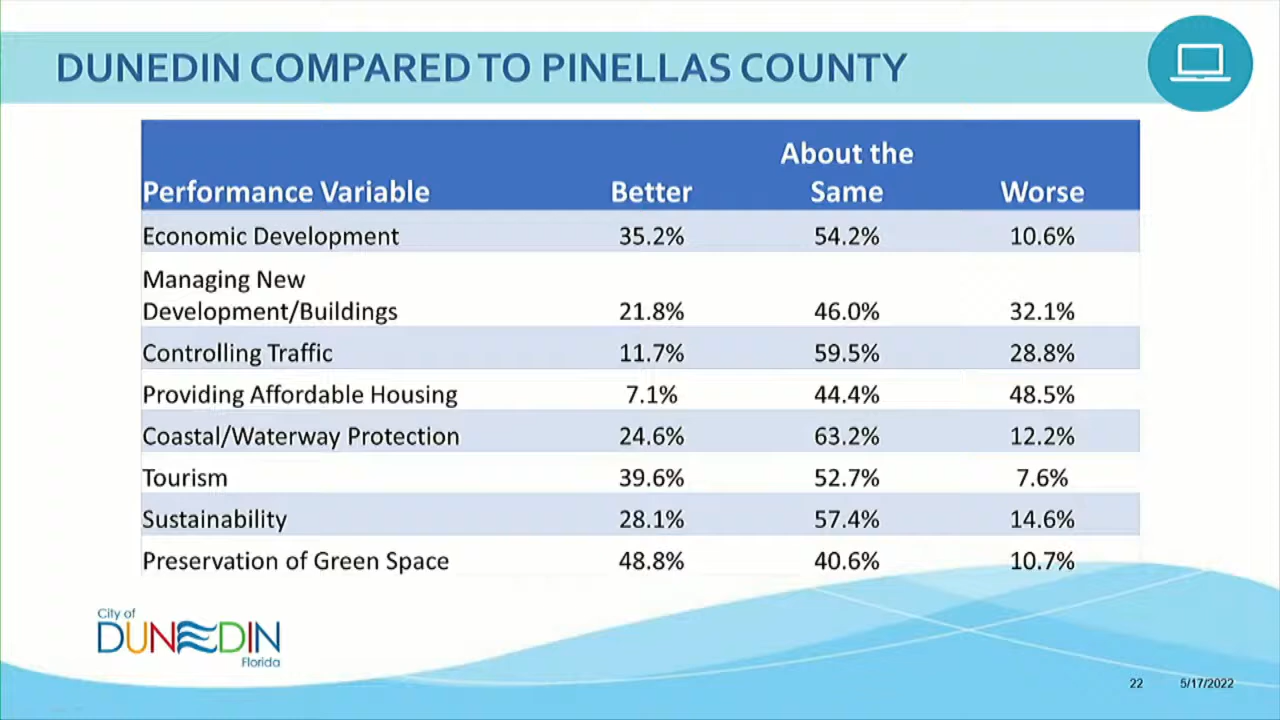 DUNEDIN COMPARED TO PINELLAS COUNTY
About the
Performance Variable Better Same Worse
Economic Development 35.2% 54.2% 10.6%
Managing New
Development/Buildings 21.8% 46.0% 32.1%
Controlling Traffic 11.7% 59.5% 28.8%
Providing Affordable Housing 7.1% 44.4% 48.5%
Coastal/Waterway Protection 24.6% 63.2% 12.2%
Tourism 39.6% 52.7% 7.6%
Sustainability 28.1% 57.4% 14.6%
Preservation of Green Space 48.8% 40.6% 10.7%
City of
DUNEDIN
Florida
22 5/17/2022